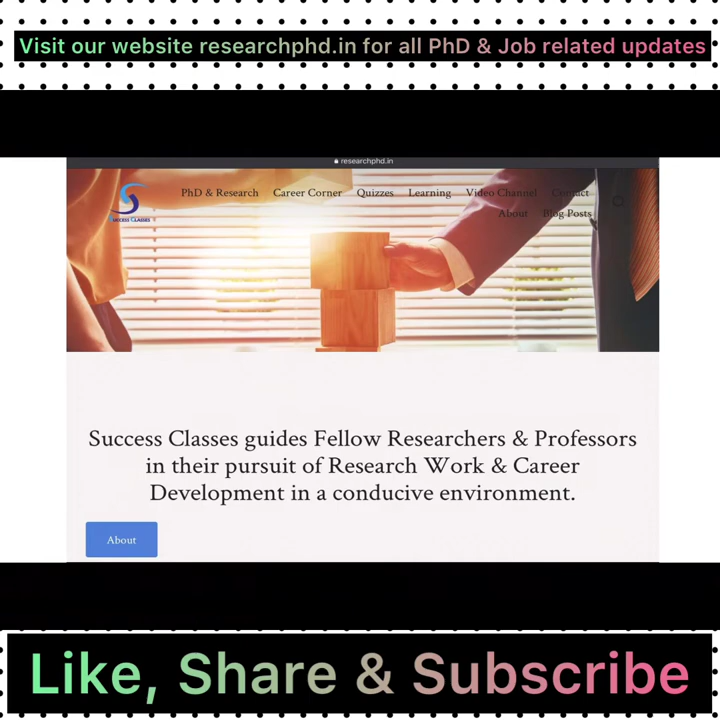 Visit our website researchphd.in for all PhD & Job related updates
researchphd.in
PhD & Research Career Corner Quizzes Learning Video Channel Contact
About Blog Posts
SUCCESS CLASSES
Success Classes guides Fellow Researchers & Professors
in their pursuit of Research Work & Career
Development in a conducive environment.
About
Like, Share & Subscribe